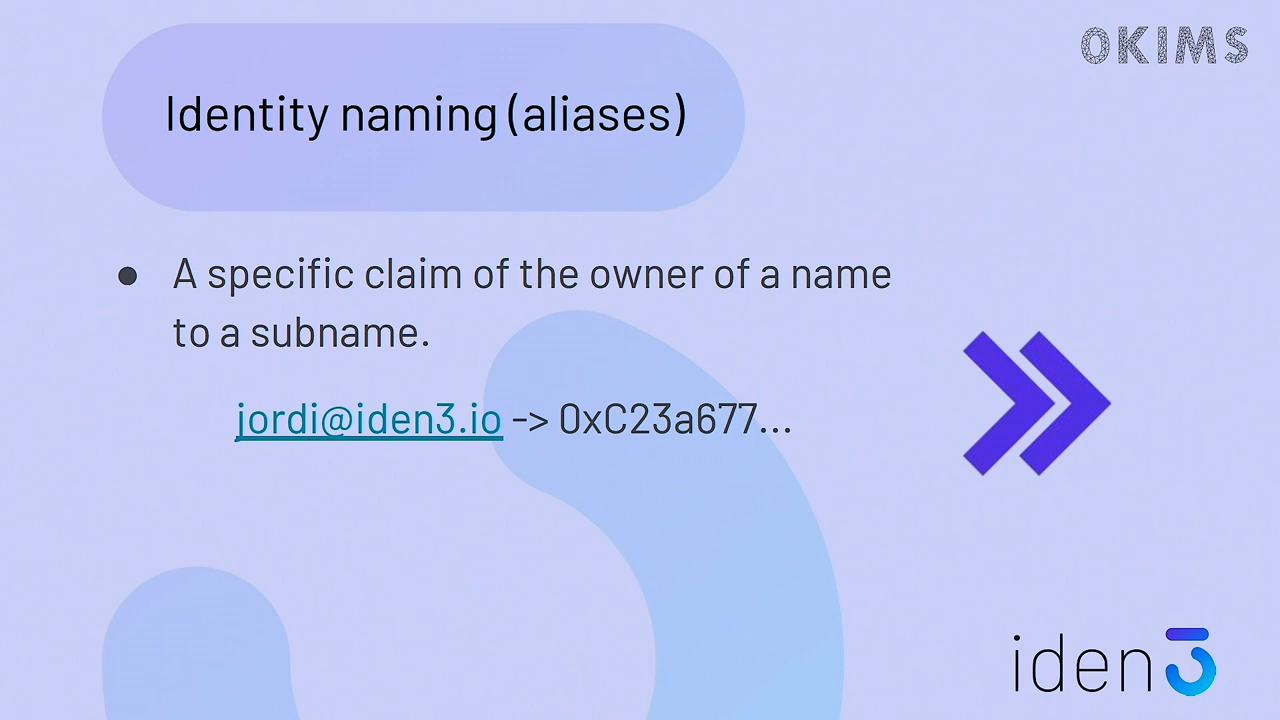 OKIMS
Identity naming (aliases)
● A specific claim of the owner of a name
to a subname.
jordi@iden3.io -> 0xC23a677...
iden3